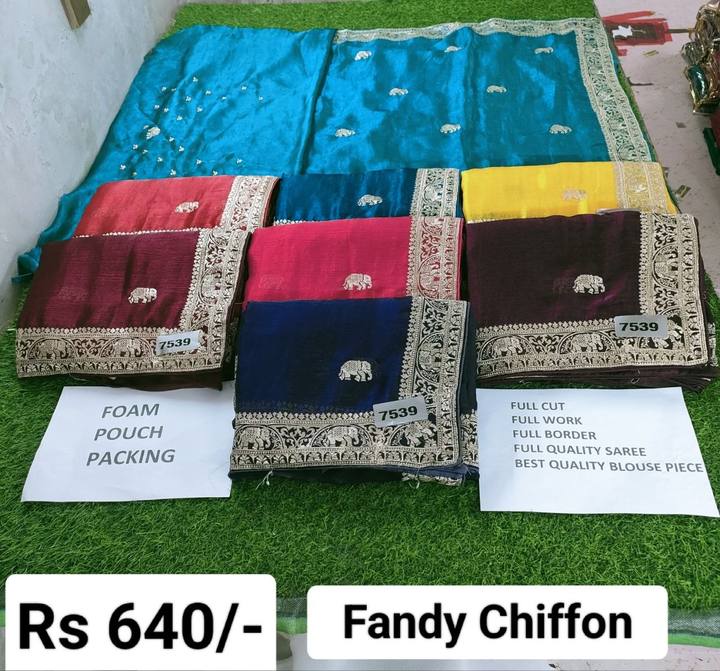 7539
7539
7539
FOAM
POUCH
PACKING
FULL CUT
FULL WORK
FULL BORDER
FULL QUALITY SAREE
BEST QUALITY BLOUSE PIECE
Rs 640/-
Fandy Chiffon